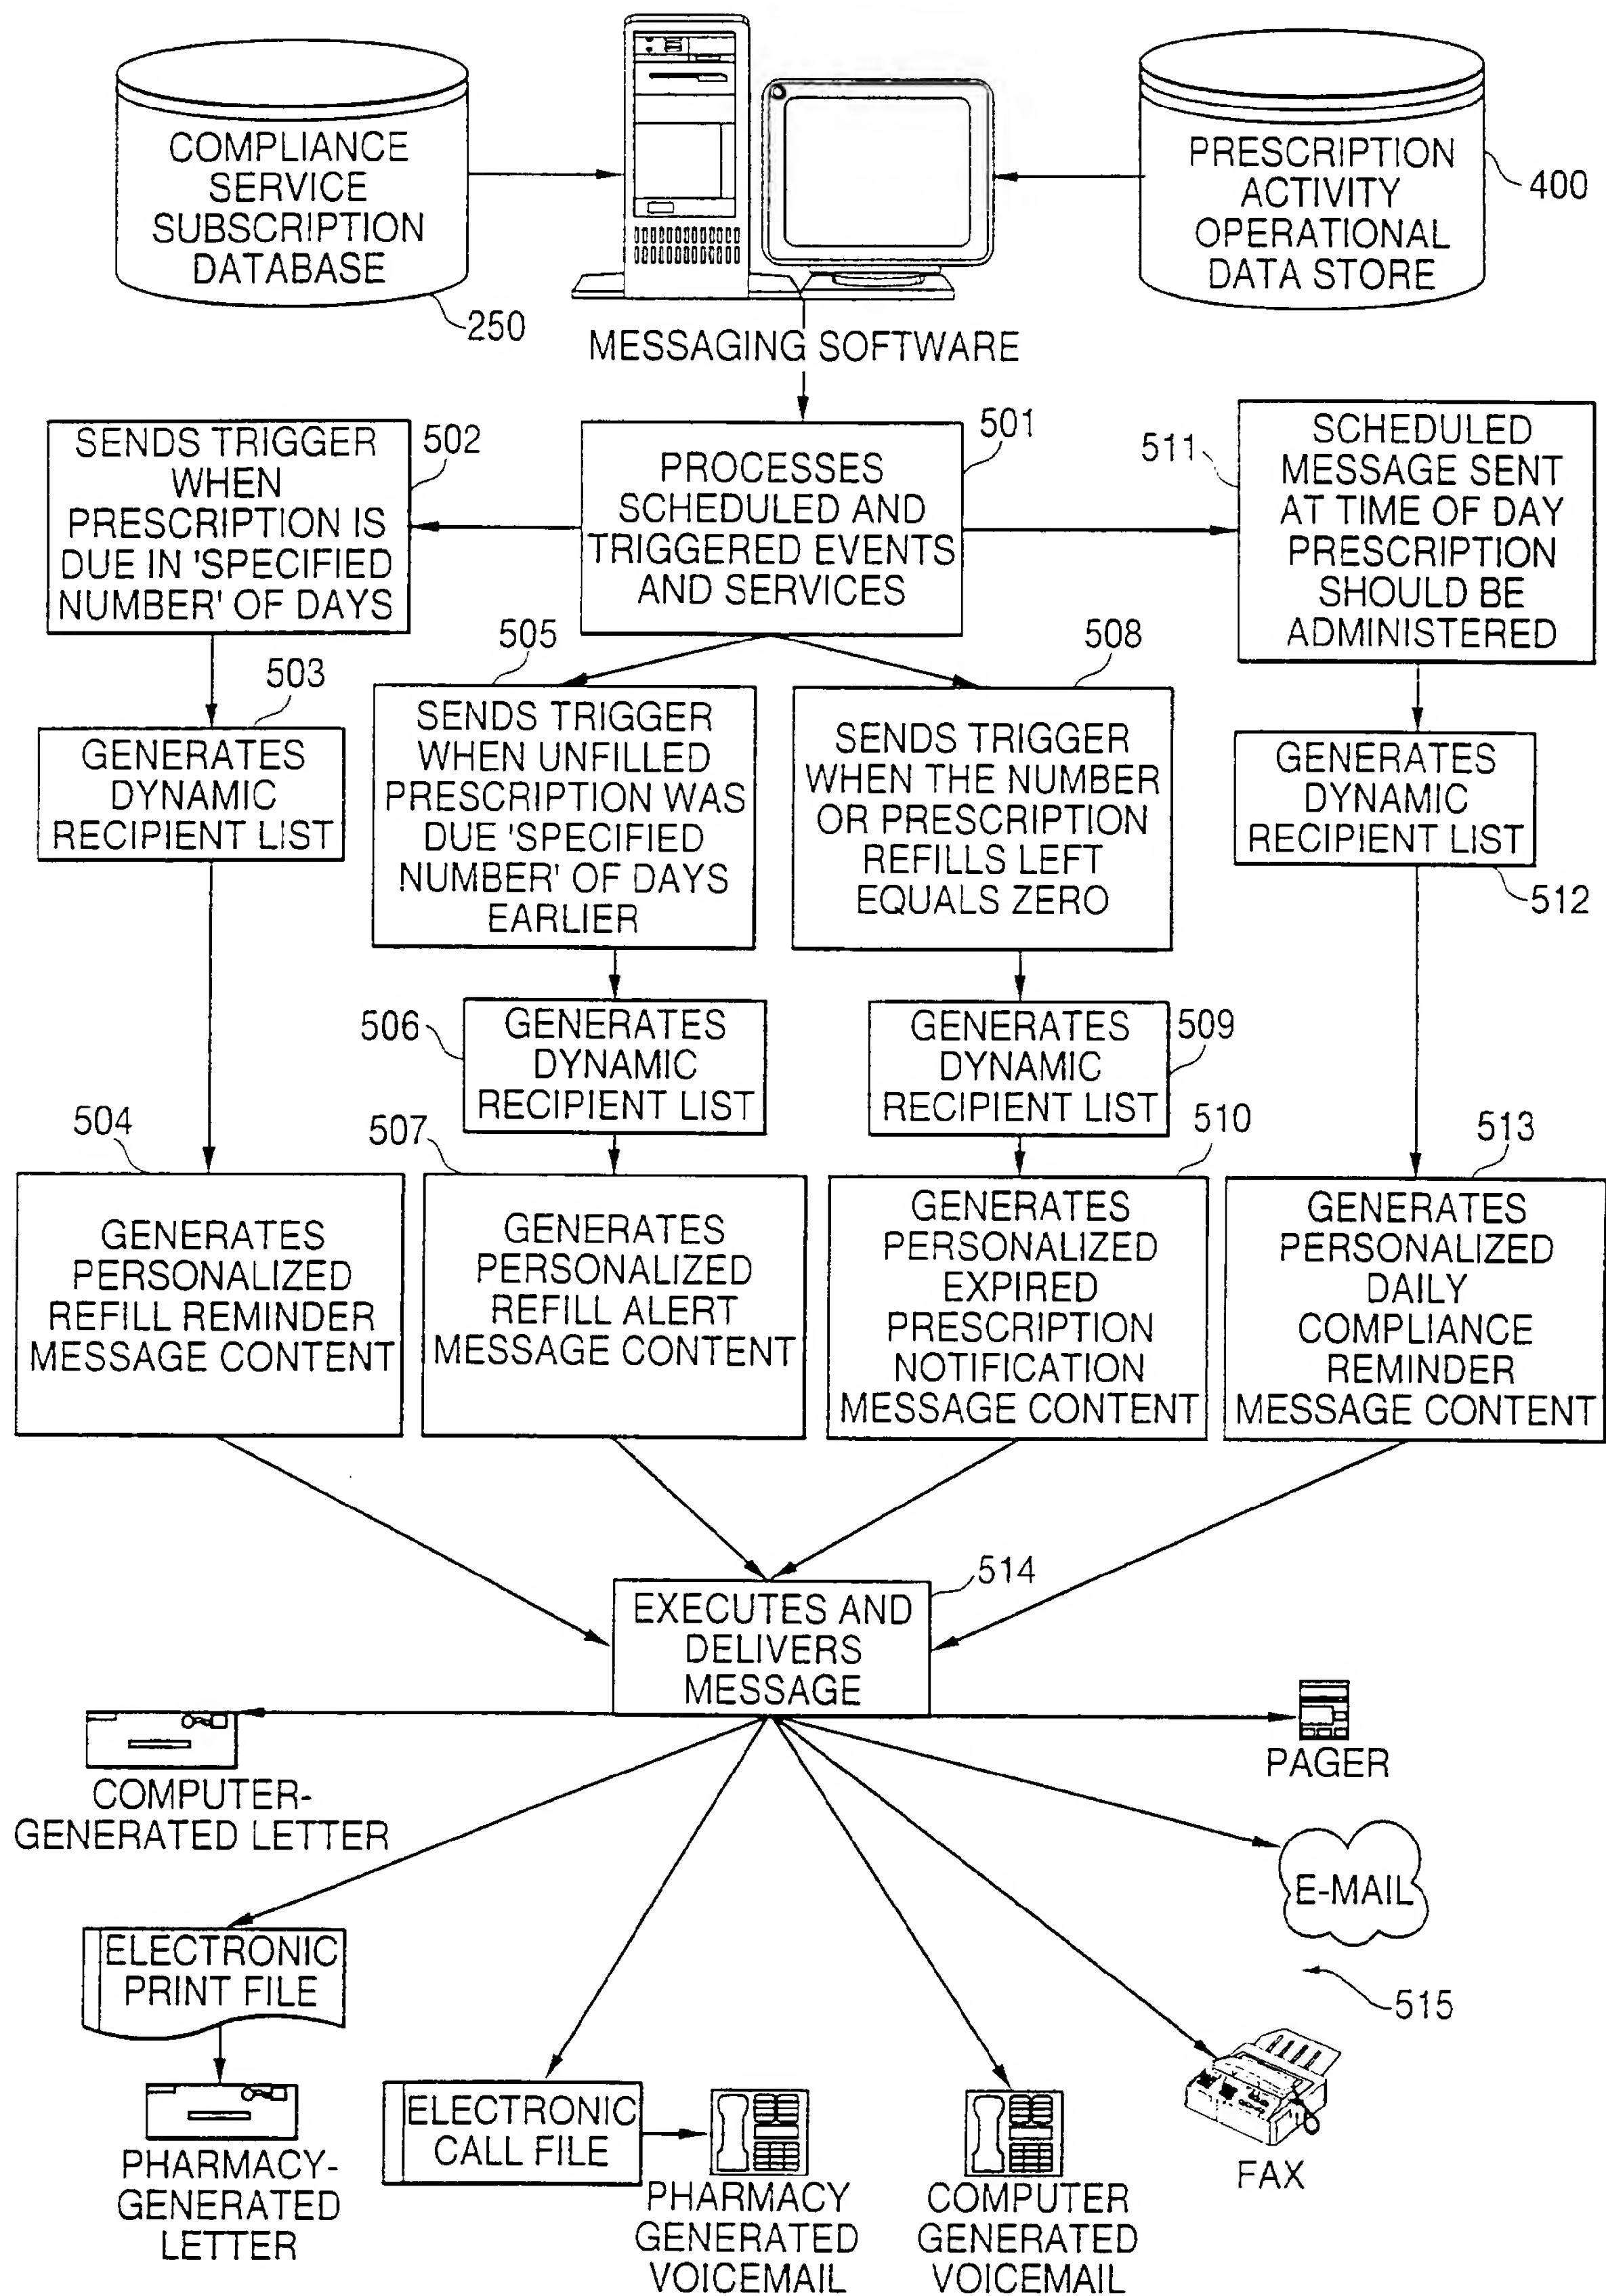 COMPLIANCE
SERVICE
SUBSCRIPTION
DATABASE
250
PRESCRIPTION
ACTIVITY
OPERATIONAL
DATA STORE
400
MESSAGING SOFTWARE
SENDS TRIGGER
WHEN
PRESCRIPTION IS
DUE IN 'SPECIFIED
NUMBER' OF DAYS
502
PROCESSES
SCHEDULED AND
TRIGGERED EVENTS
AND SERVICES
501
511
SCHEDULED
MESSAGE SENT
AT TIME OF DAY
PRESCRIPTION
SHOULD BE
ADMINISTERED
503
GENERATES
DYNAMIC
RECIPIENT LIST
505
SENDS TRIGGER
WHEN UNFILLED
PRESCRIPTION WAS
DUE 'SPECIFIED
NUMBER' OF DAYS
EARLIER
508
SENDS TRIGGER
WHEN THE NUMBER
OR PRESCRIPTION
REFILLS LEFT
EQUALS ZERO
GENERATES
DYNAMIC
RECIPIENT LIST
512
506
GENERATES
DYNAMIC
RECIPIENT LIST
GENERATES
DYNAMIC
RECIPIENT LIST
509
504
GENERATES
PERSONALIZED
REFILL REMINDER
MESSAGE CONTENT
507
GENERATES
PERSONALIZED
REFILL ALERT
MESSAGE CONTENT
510
GENERATES
PERSONALIZED
EXPIRED
PRESCRIPTION
NOTIFICATION
MESSAGE CONTENT
513
GENERATES
PERSONALIZED
DAILY
COMPLIANCE
REMINDER
MESSAGE CONTENT
514
EXECUTES AND
DELIVERS
MESSAGE
COMPUTER-
GENERATED LETTER
PAGER
E-MAIL
515
ELECTRONIC
PRINT FILE
PHARMACY-
GENERATED
LETTER
ELECTRONIC
CALL FILE
PHARMACY
GENERATED
VOICEMAIL
COMPUTER
GENERATED
VOICEMAIL
FAX